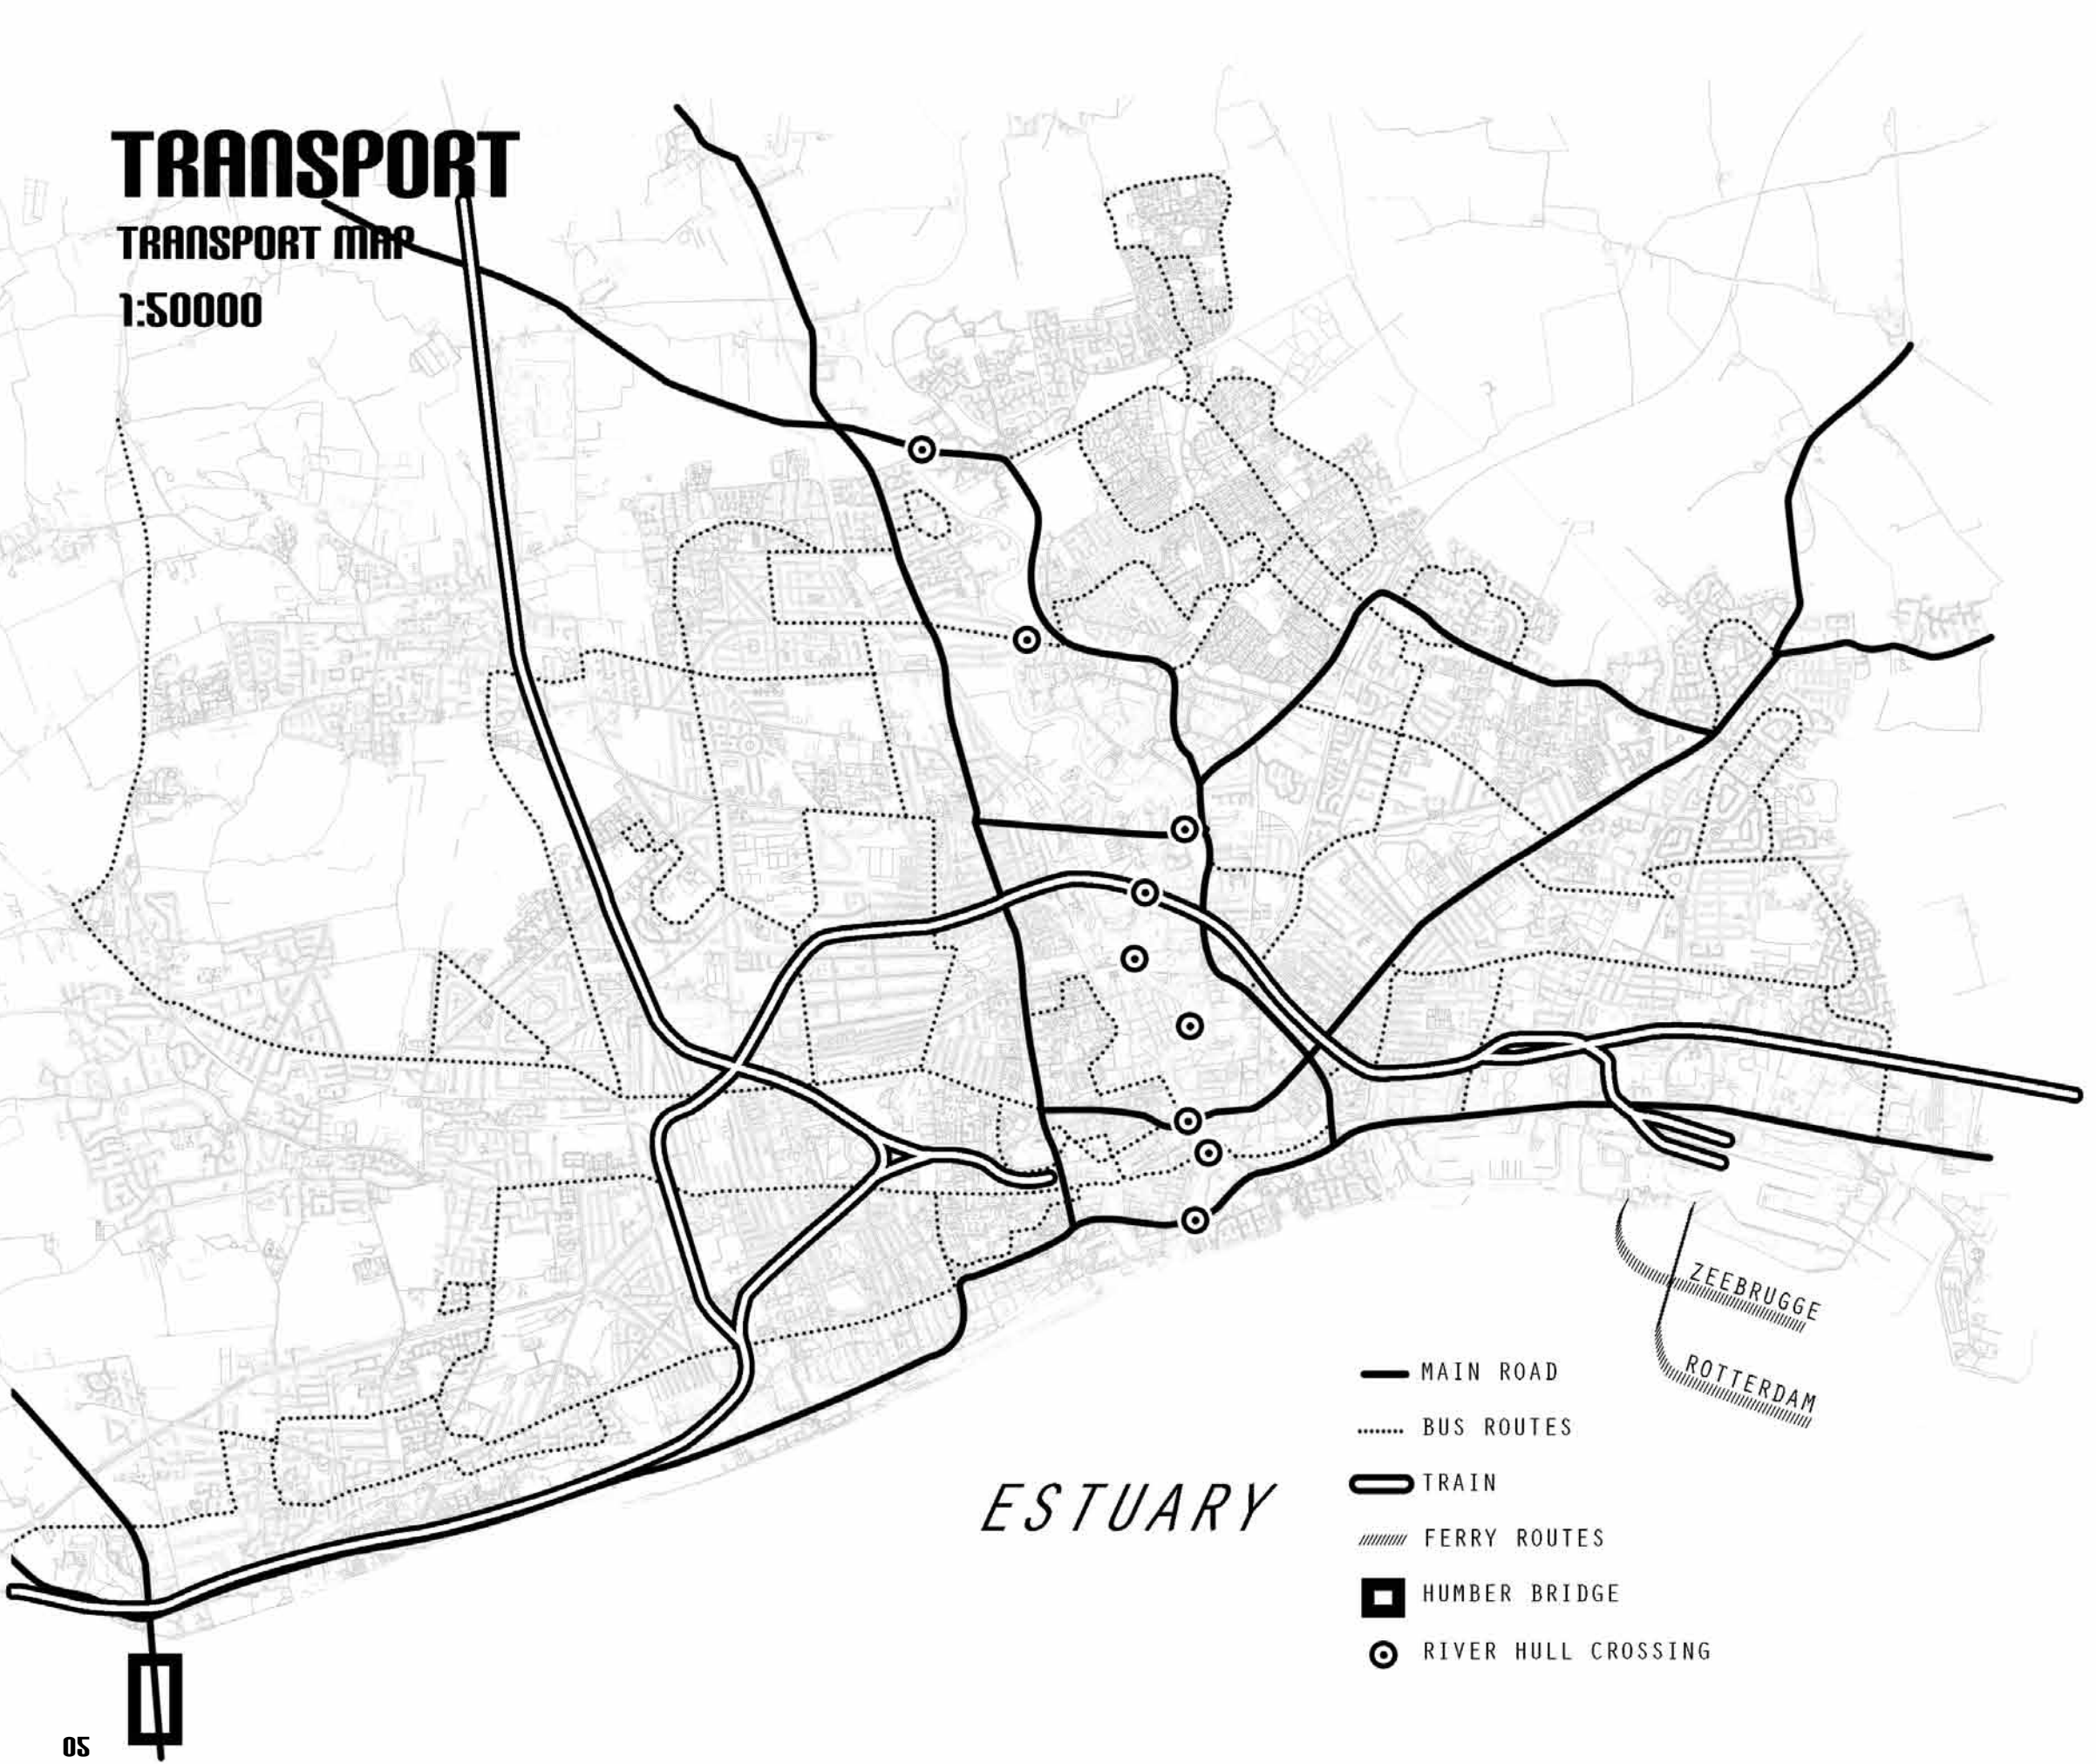 TRANSPORT
TRANSPORT MAP
1:50000
ZEEBRUGGE
ROTTERDAM
ESTUARY
MAIN ROAD
BUS ROUTES
TRAIN
FERRY ROUTES
HUMBER BRIDGE
RIVER HULL CROSSING
05